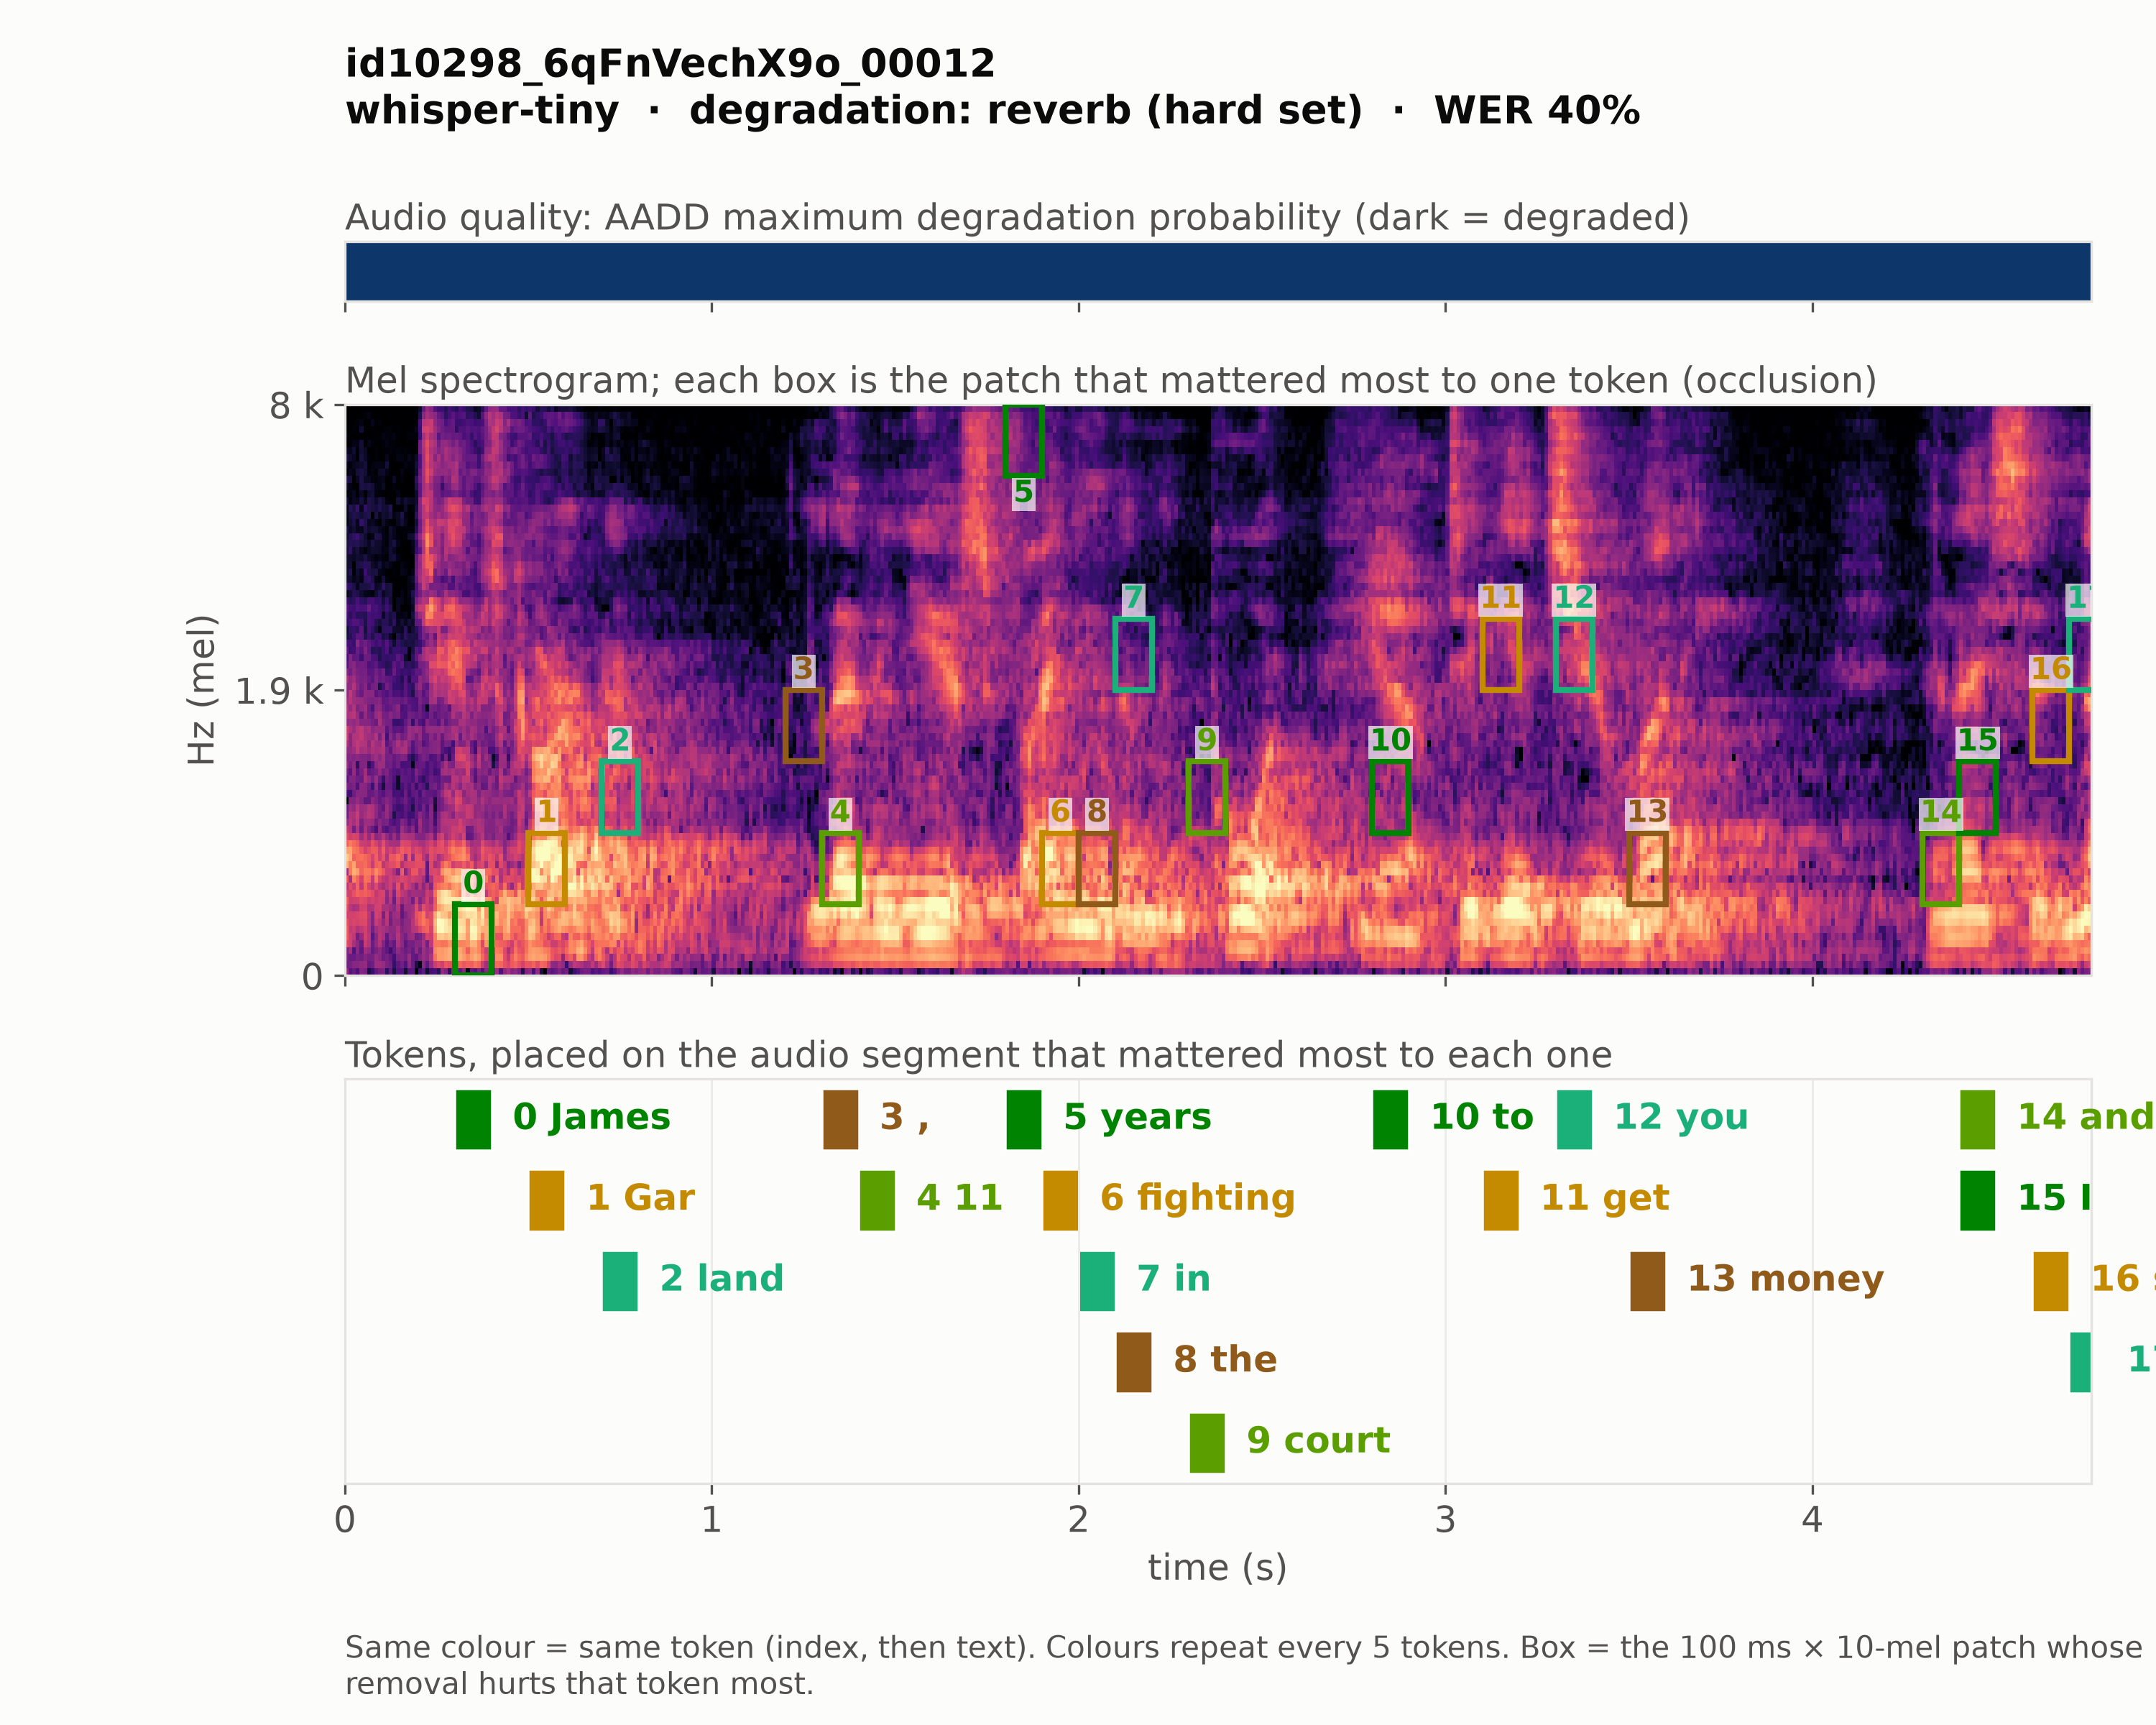 id10298_6qFnVechX9o_00012
whisper-tiny · degradation: reverb (hard set) · WER 40%
Audio quality: AADD maximum degradation probability (dark = degraded)
Mel spectrogram; each box is the patch that mattered most to one token (occlusion)
8 k
1.9 k
0
Hz (mel)
5
7 11 12 1
3 16
2 9 10 15
1 4 6 8 13 14
0
Tokens, placed on the audio segment that mattered most to each one
0 James 3 , 5 years 10 to 12 you 14 and
1 Gar 4 11 6 fighting 11 get 15 I
2 land 7 in 13 money 16
8 the 1
9 court
0 1 2 3 4
time (s)
Same colour = same token (index, then text). Colours repeat every 5 tokens. Box = the 100 ms × 10-mel patch whose
removal hurts that token most.